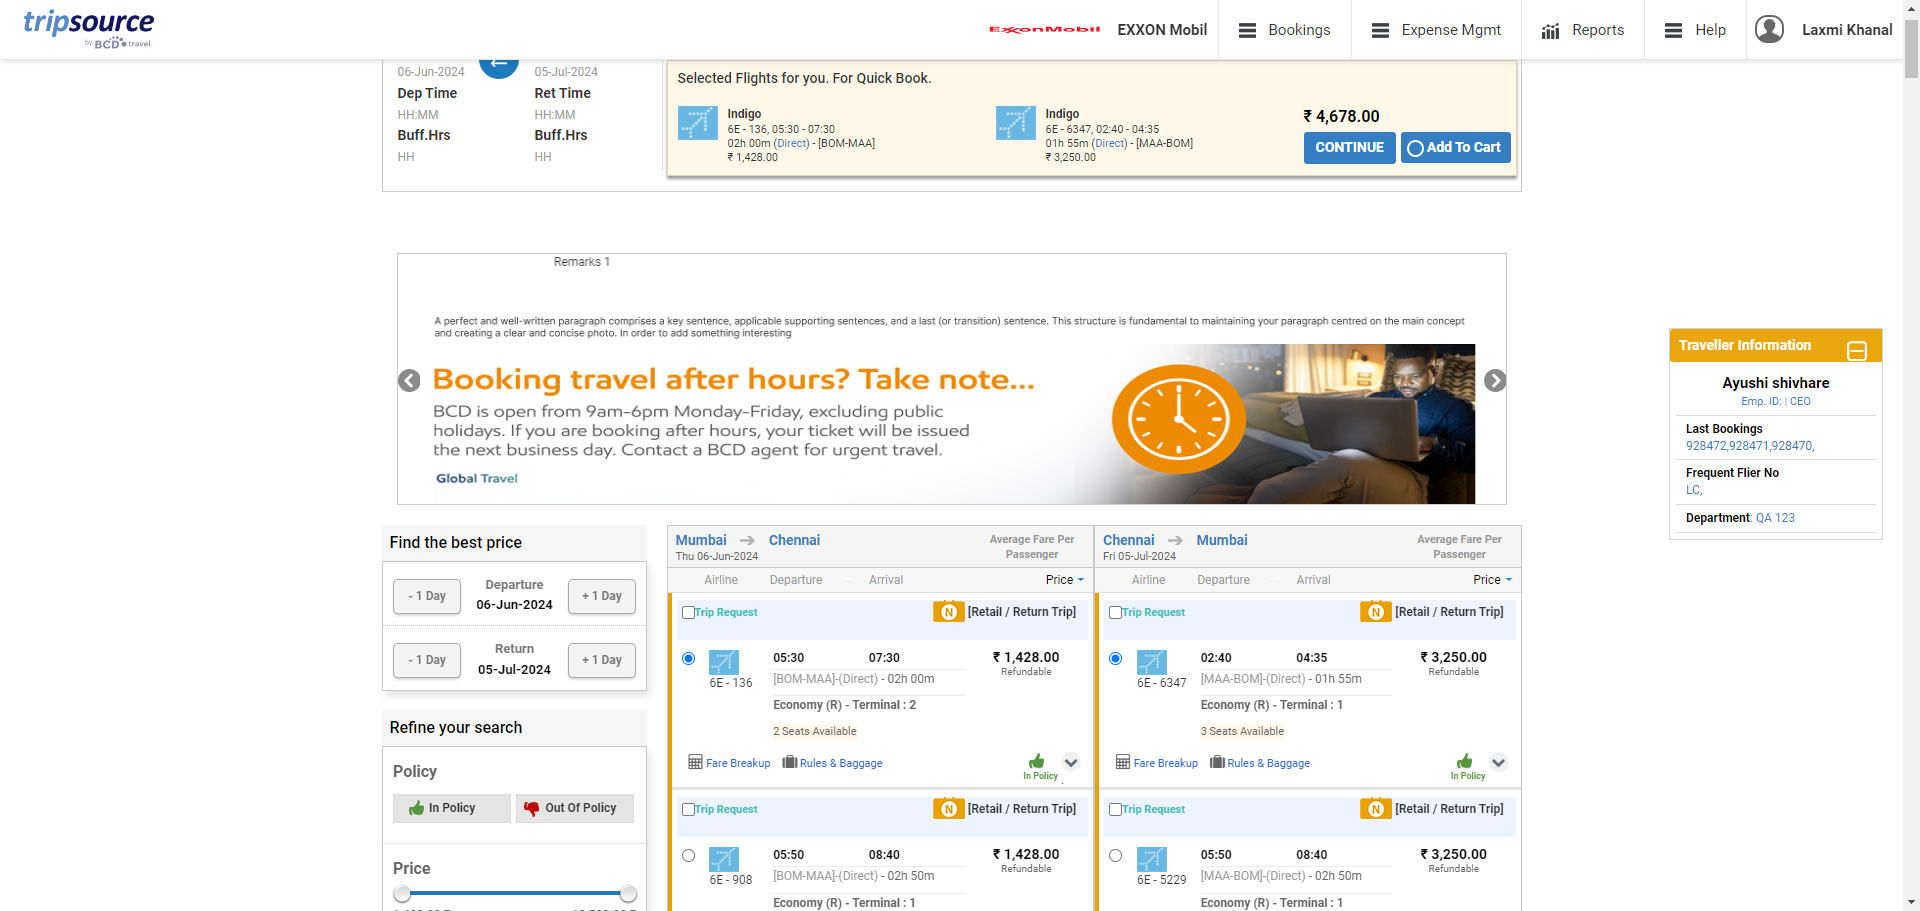 tripsource
by BCD travel
ExxonMobil
EXXON Mobil
Bookings
Expense Mgmt
Reports
Help
Laxmi Khanal
06-Jun-2024
05-Jul-2024
Dep Time
Ret Time
HH:MM
HH:MM
Buff.Hrs
Buff.Hrs
HH
HH
Selected Flights for you. For Quick Book.
Indigo
6E - 136, 05:30 - 07:30
02h 00m (Direct) - [BOM-MAA]
₹ 1,428.00
Indigo
6E - 6347, 02:40 - 04:35
01h 55m (Direct) - [MAA-BOM]
₹ 3,250.00
₹ 4,678.00
CONTINUE
Add To Cart
Remarks 1
A perfect and well-written paragraph comprises a key sentence, applicable supporting sentences, and a last (or transition) sentence. This structure is fundamental to maintaining your paragraph centred on the main concept
and creating a clear and concise photo. In order to add something interesting
Booking travel after hours? Take note...
BCD is open from 9am-6pm Monday-Friday, excluding public
holidays. If you are booking after hours, your ticket will be issued
the next business day. Contact a BCD agent for urgent travel.
Global Travel
Traveller Information
Ayushi shivhare
Emp. ID: | CEO
Last Bookings
928472,928471,928470,
Frequent Flier No
LC,
Department: QA 123
Find the best price
- 1 Day
Departure
06-Jun-2024
+ 1 Day
- 1 Day
Return
05-Jul-2024
+ 1 Day
Refine your search
Policy
In Policy
Out Of Policy
Price
Mumbai
Chennai
Thu 06-Jun-2024
Average Fare Per
Passenger
Airline
Departure
Arrival
Price
Trip Request
N
[Retail / Return Trip]
05:30
07:30
₹ 1,428.00
Refundable
6E - 136
[BOM-MAA]-(Direct) - 02h 00m
Economy (R) - Terminal : 2
2 Seats Available
Fare Breakup
Rules & Baggage
In Policy
Trip Request
N
[Retail / Return Trip]
05:50
08:40
₹ 1,428.00
Refundable
6E - 908
[BOM-MAA]-(Direct) - 02h 50m
Economy (R) - Terminal : 1
Chennai
Mumbai
Fri 05-Jul-2024
Average Fare Per
Passenger
Airline
Departure
Arrival
Price
Trip Request
N
[Retail / Return Trip]
02:40
04:35
₹ 3,250.00
Refundable
6E - 6347
[MAA-BOM]-(Direct) - 01h 55m
Economy (R) - Terminal : 1
3 Seats Available
Fare Breakup
Rules & Baggage
In Policy
Trip Request
N
[Retail / Return Trip]
05:50
08:40
₹ 3,250.00
Refundable
6E - 5229
[MAA-BOM]-(Direct) - 02h 50m
Economy (R) - Terminal : 1